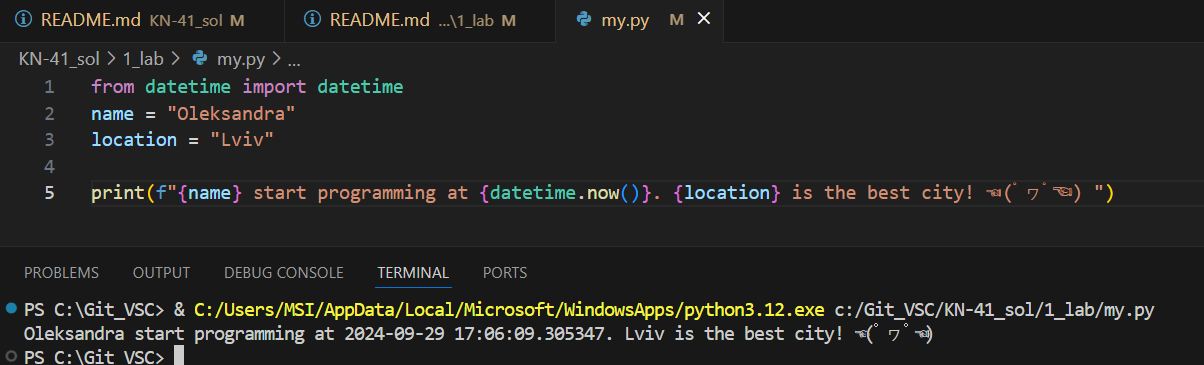 README.md KN-41_sol M README.md ...\1_lab M my.py M
KN-41_sol > 1_lab > my.py > ...
1 from datetime import datetime
2 name = "Oleksandra"
3 location = "Lviv"
4
5 print(f"{name} start programming at {datetime.now()}. {location} is the best city! ☜(ﾟヮﾟ☜) ")
PROBLEMS OUTPUT DEBUG CONSOLE TERMINAL PORTS
PS C:\Git_VSC> & C:/Users/MSI/AppData/Local/Microsoft/WindowsApps/python3.12.exe c:/Git_VSC/KN-41_sol/1_lab/my.py
Oleksandra start programming at 2024-09-29 17:06:09.305347. Lviv is the best city! ☜(ﾟヮﾟ☜)
PS C:\Git_VSC>